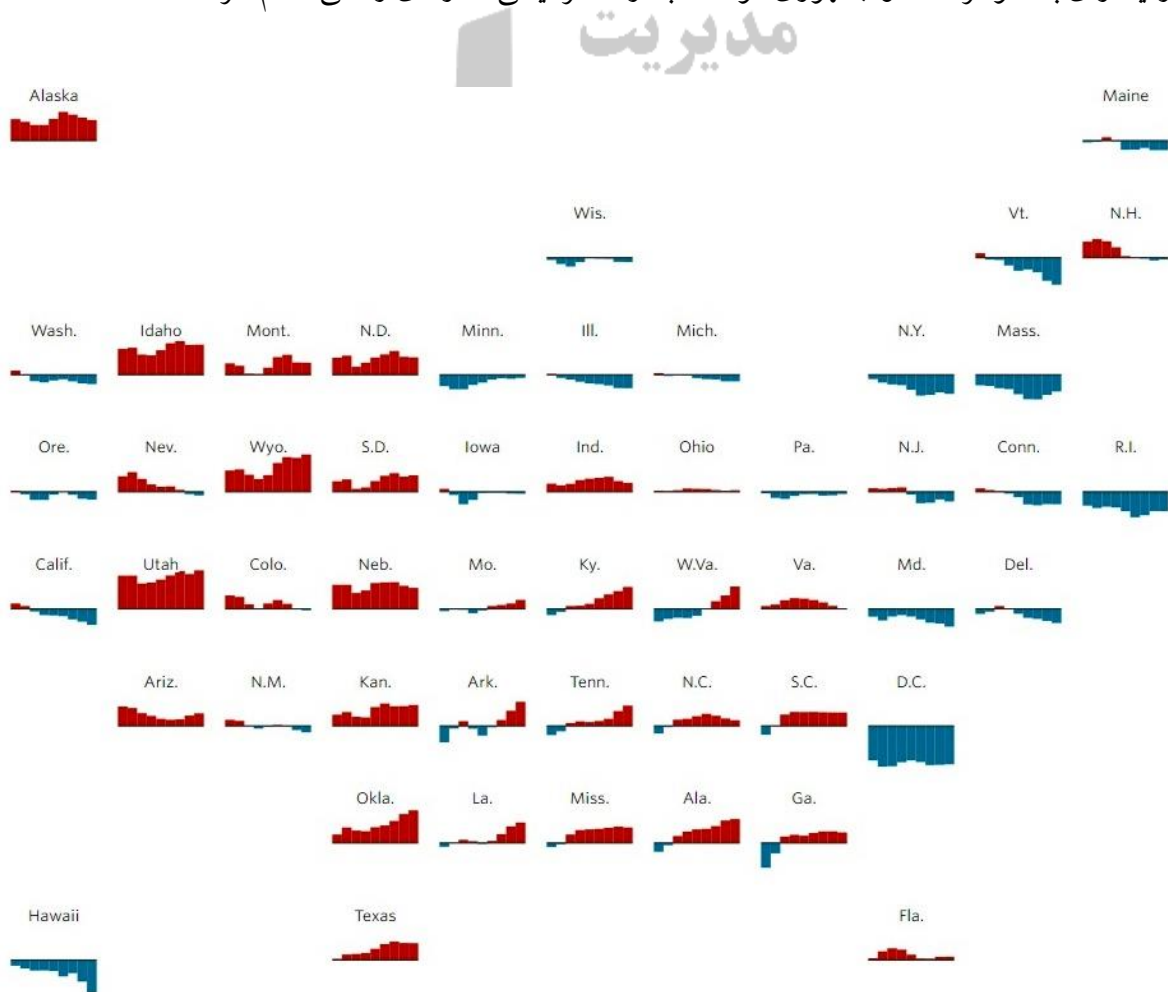 مدیریت
Alaska Maine
Wis. Vt. N.H.
Wash. Idaho Mont. N.D. Minn. Ill. Mich. N.Y. Mass.
Ore. Nev. Wyo. S.D. Iowa Ind. Ohio Pa. N.J. Conn. R.I.
Calif. Utah Colo. Neb. Mo. Ky. W.Va. Va. Md. Del.
Ariz. N.M. Kan. Ark. Tenn. N.C. S.C. D.C.
Okla. La. Miss. Ala. Ga.
Hawaii Texas Fla.